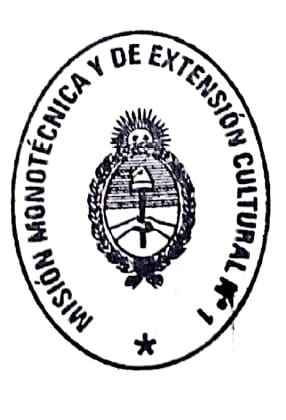 MISIÓN MONOTÉCNICA Y DE EXTENSIÓN CULTURAL Nº 1